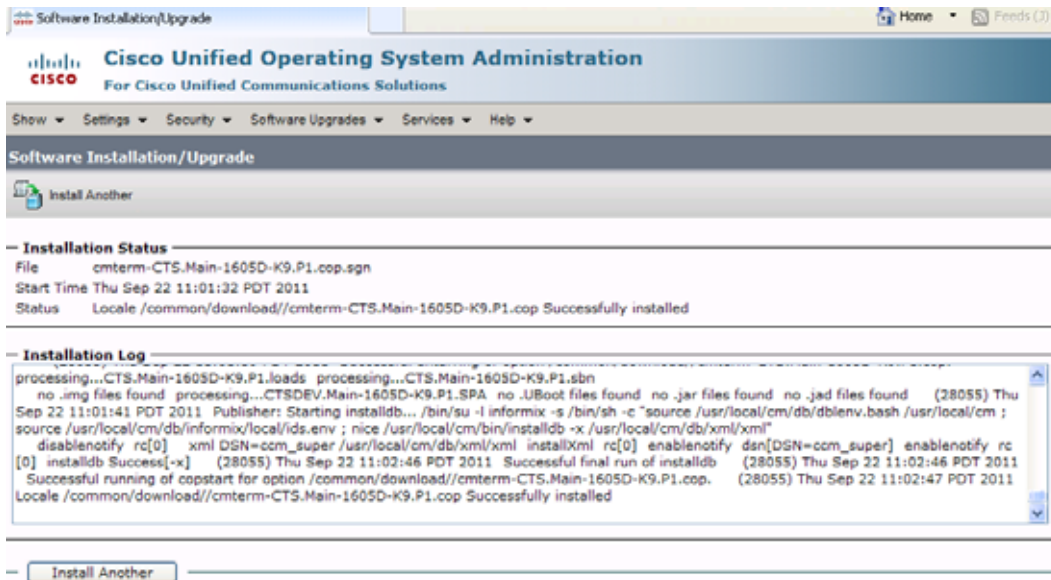 Software Installation/Upgrade
Home
Feeds (J)
CISCO
Cisco Unified Operating System Administration
For Cisco Unified Communications Solutions
Show Settings Security Software Upgrades Services Help
Software Installation/Upgrade
Install Another
Installation Status
File cmterm-CTS.Main-1605D-K9.P1.cop.sgn
Start Time Thu Sep 22 11:01:32 PDT 2011
Status Locale /common/download//cmterm-CTS.Main-1605D-K9.P1.cop Successfully installed
Installation Log
processing...CTS.Main-1605D-K9.P1.loads processing...CTS.Main-1605D-K9.P1.sbn
no .img files found processing...CTSDEV.Main-1605D-K9.P1.SPA no .UBoot files found no .jar files found no .jad files found (28055) Thu
Sep 22 11:01:41 PDT 2011 Publisher: Starting installdb... /bin/su -l informix -s /bin/sh -c "source /usr/local/cm/db/dblenv.bash /usr/local/cm ;
source /usr/local/cm/db/informix/local/ids.env ; nice /usr/local/cm/bin/installdb -x /usr/local/cm/db/xml/xml"
disablenotify rc[0] xml DSN=ccm_super /usr/local/cm/db/xml/xml installXml rc[0] enablenotify dsn[DSN=ccm_super] enablenotify rc
[0] installdb Success[-x] (28055) Thu Sep 22 11:02:46 PDT 2011 Successful final run of installdb (28055) Thu Sep 22 11:02:46 PDT 2011
Successful running of copstart for option /common/download//cmterm-CTS.Main-1605D-K9.P1.cop. (28055) Thu Sep 22 11:02:47 PDT 2011
Locale /common/download//cmterm-CTS.Main-1605D-K9.P1.cop Successfully installed
Install Another